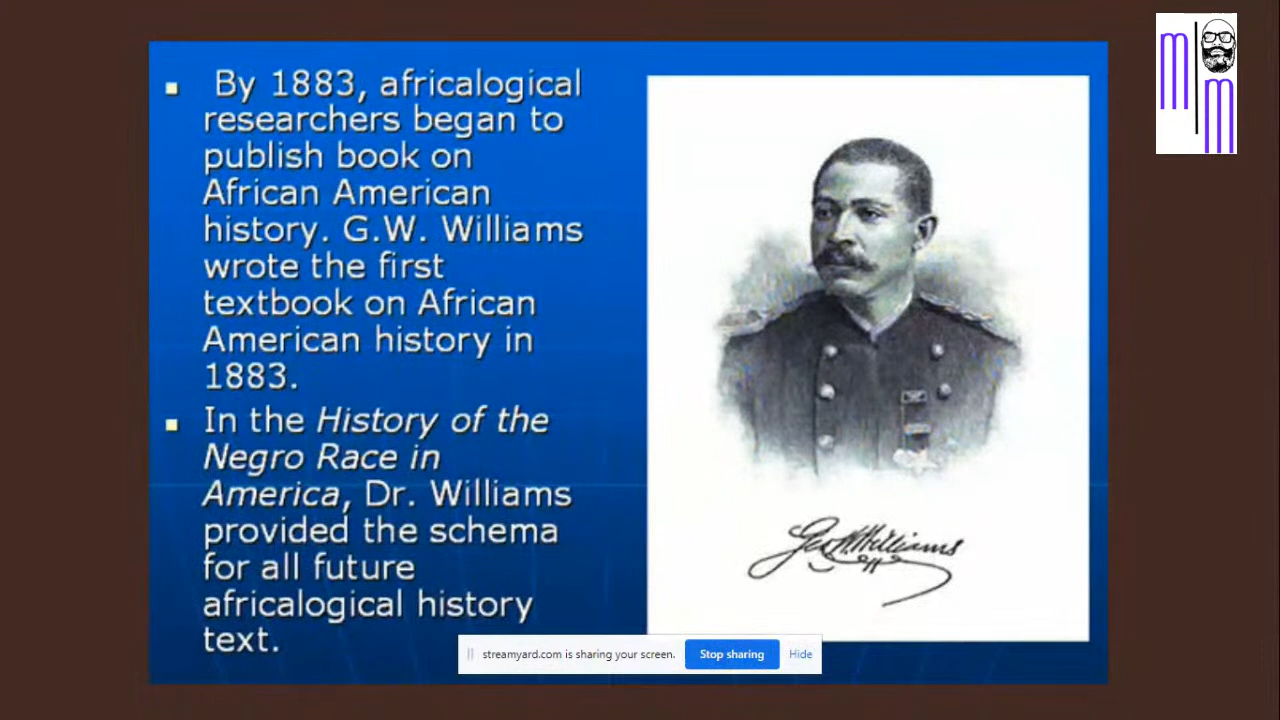 By 1883, africalogical
researchers began to
publish book on
African American
history. G.W. Williams
wrote the first
textbook on African
American history in
1883.
In the History of the
Negro Race in
America, Dr. Williams
provided the schema
for all future
africalogical history
text.
Geo W Williams
streamyard.com is sharing your screen. Stop sharing Hide
m m